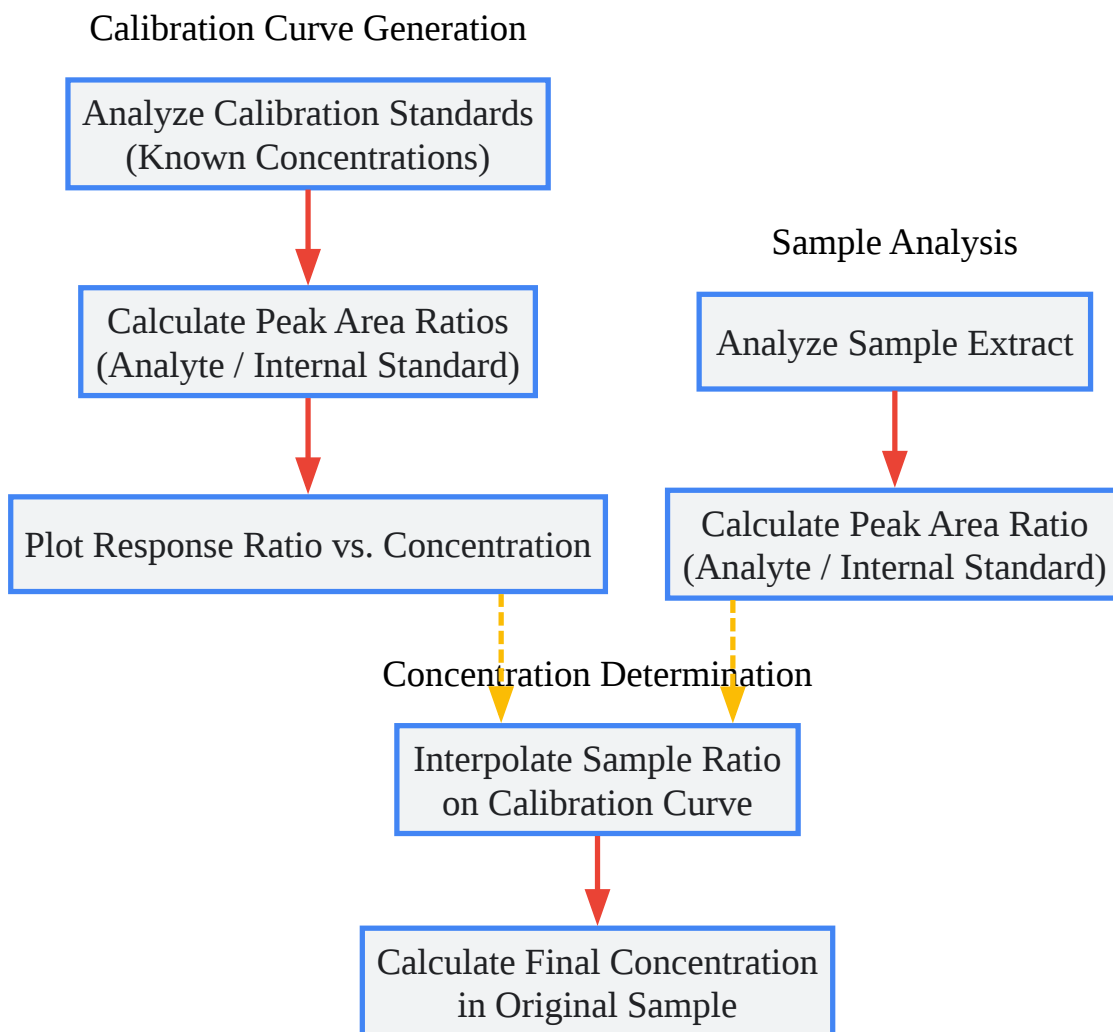 Calibration Curve Generation
Analyze Calibration Standards
(Known Concentrations)
Calculate Peak Area Ratios
(Analyte / Internal Standard)
Plot Response Ratio vs. Concentration
Sample Analysis
Analyze Sample Extract
Calculate Peak Area Ratio
(Analyte / Internal Standard)
Concentration Determination
Interpolate Sample Ratio
on Calibration Curve
Calculate Final Concentration
in Original Sample